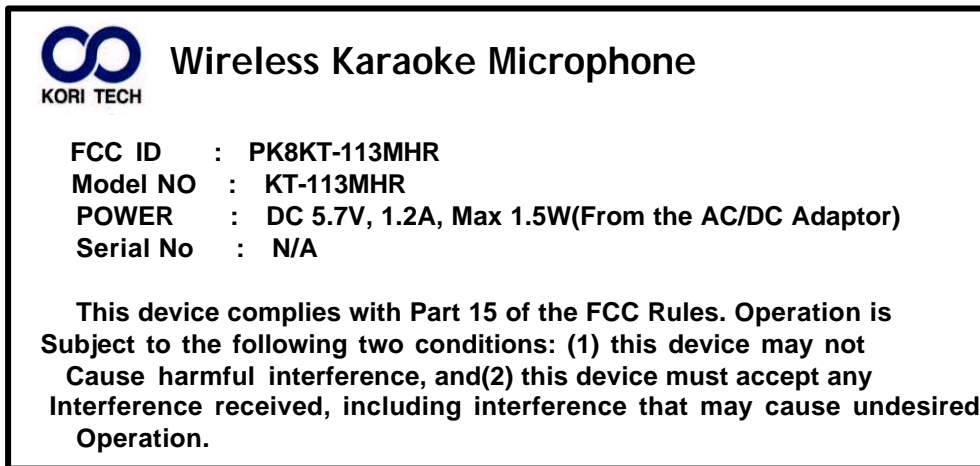 Wireless Karaoke Microphone
KORI TECH
FCC ID : PK8KT-113MHR
Model NO : KT-113MHR
POWER : DC 5.7V, 1.2A, Max 1.5W(From the AC/DC Adaptor)
Serial No : N/A
This device complies with Part 15 of the FCC Rules. Operation is
Subject to the following two conditions: (1) this device may not
Cause harmful interference, and(2) this device must accept any
Interference received, including interference that may cause undesired
Operation.